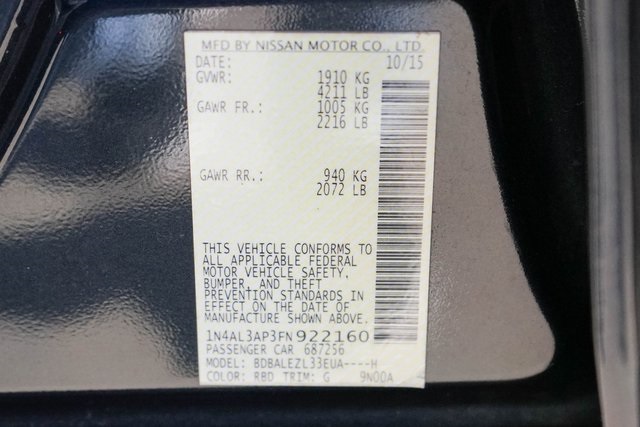 MFD BY NISSAN MOTOR CO., LTD.
DATE: 10/15
GVWR: 1910 KG
4211 LB
GAWR FR.: 1005 KG
2216 LB
GAWR RR.: 940 KG
2072 LB
THIS VEHICLE CONFORMS TO
ALL APPLICABLE FEDERAL
MOTOR VEHICLE SAFETY,
BUMPER, AND THEFT
PREVENTION STANDARDS IN
EFFECT ON THE DATE OF
MANUFACTURE SHOWN ABOVE.
1N4AL3AP3FN922160
PASSENGER CAR 687256
MODEL: BDBALEZL33EUA----H
COLOR: RBD TRIM: G 9N00A